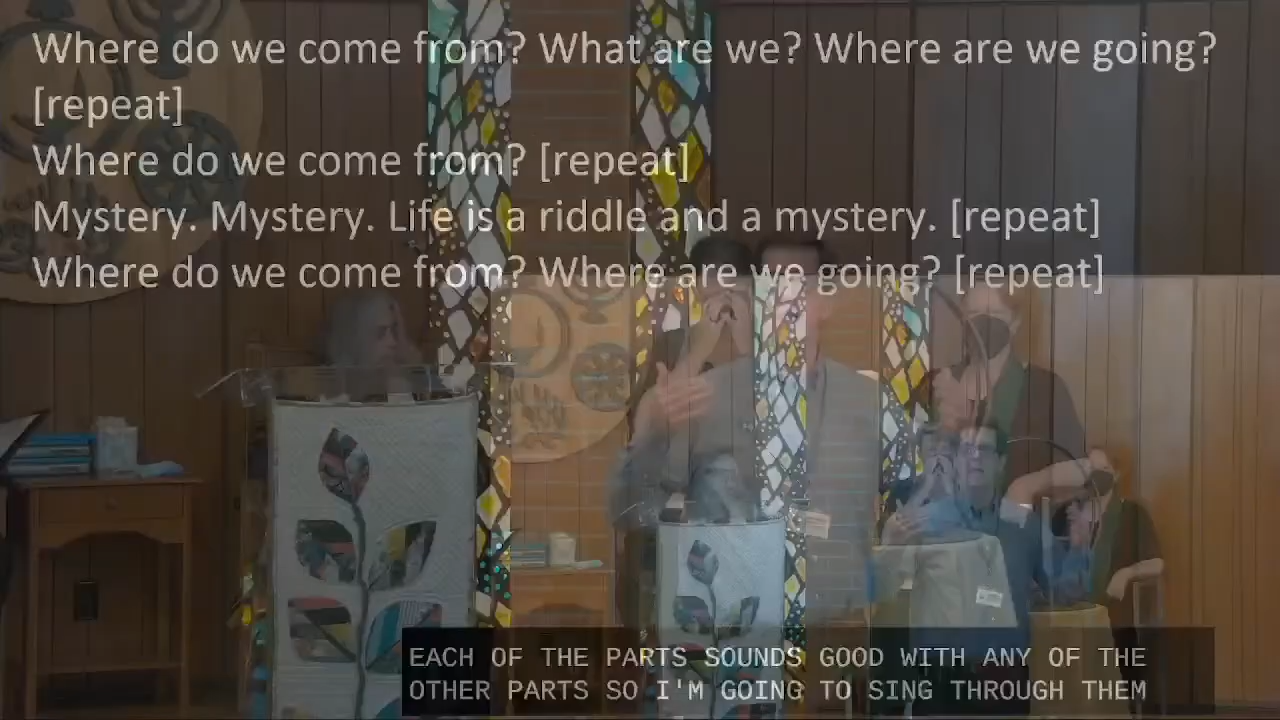 Where do we come from? What are we? Where are we going?
[repeat]
Where do we come from? [repeat]
Mystery. Mystery. Life is a riddle and a mystery. [repeat]
Where do we come from? Where are we going? [repeat]
EACH OF THE PARTS SOUNDS GOOD WITH ANY OF THE
OTHER PARTS SO I'M GOING TO SING THROUGH THEM